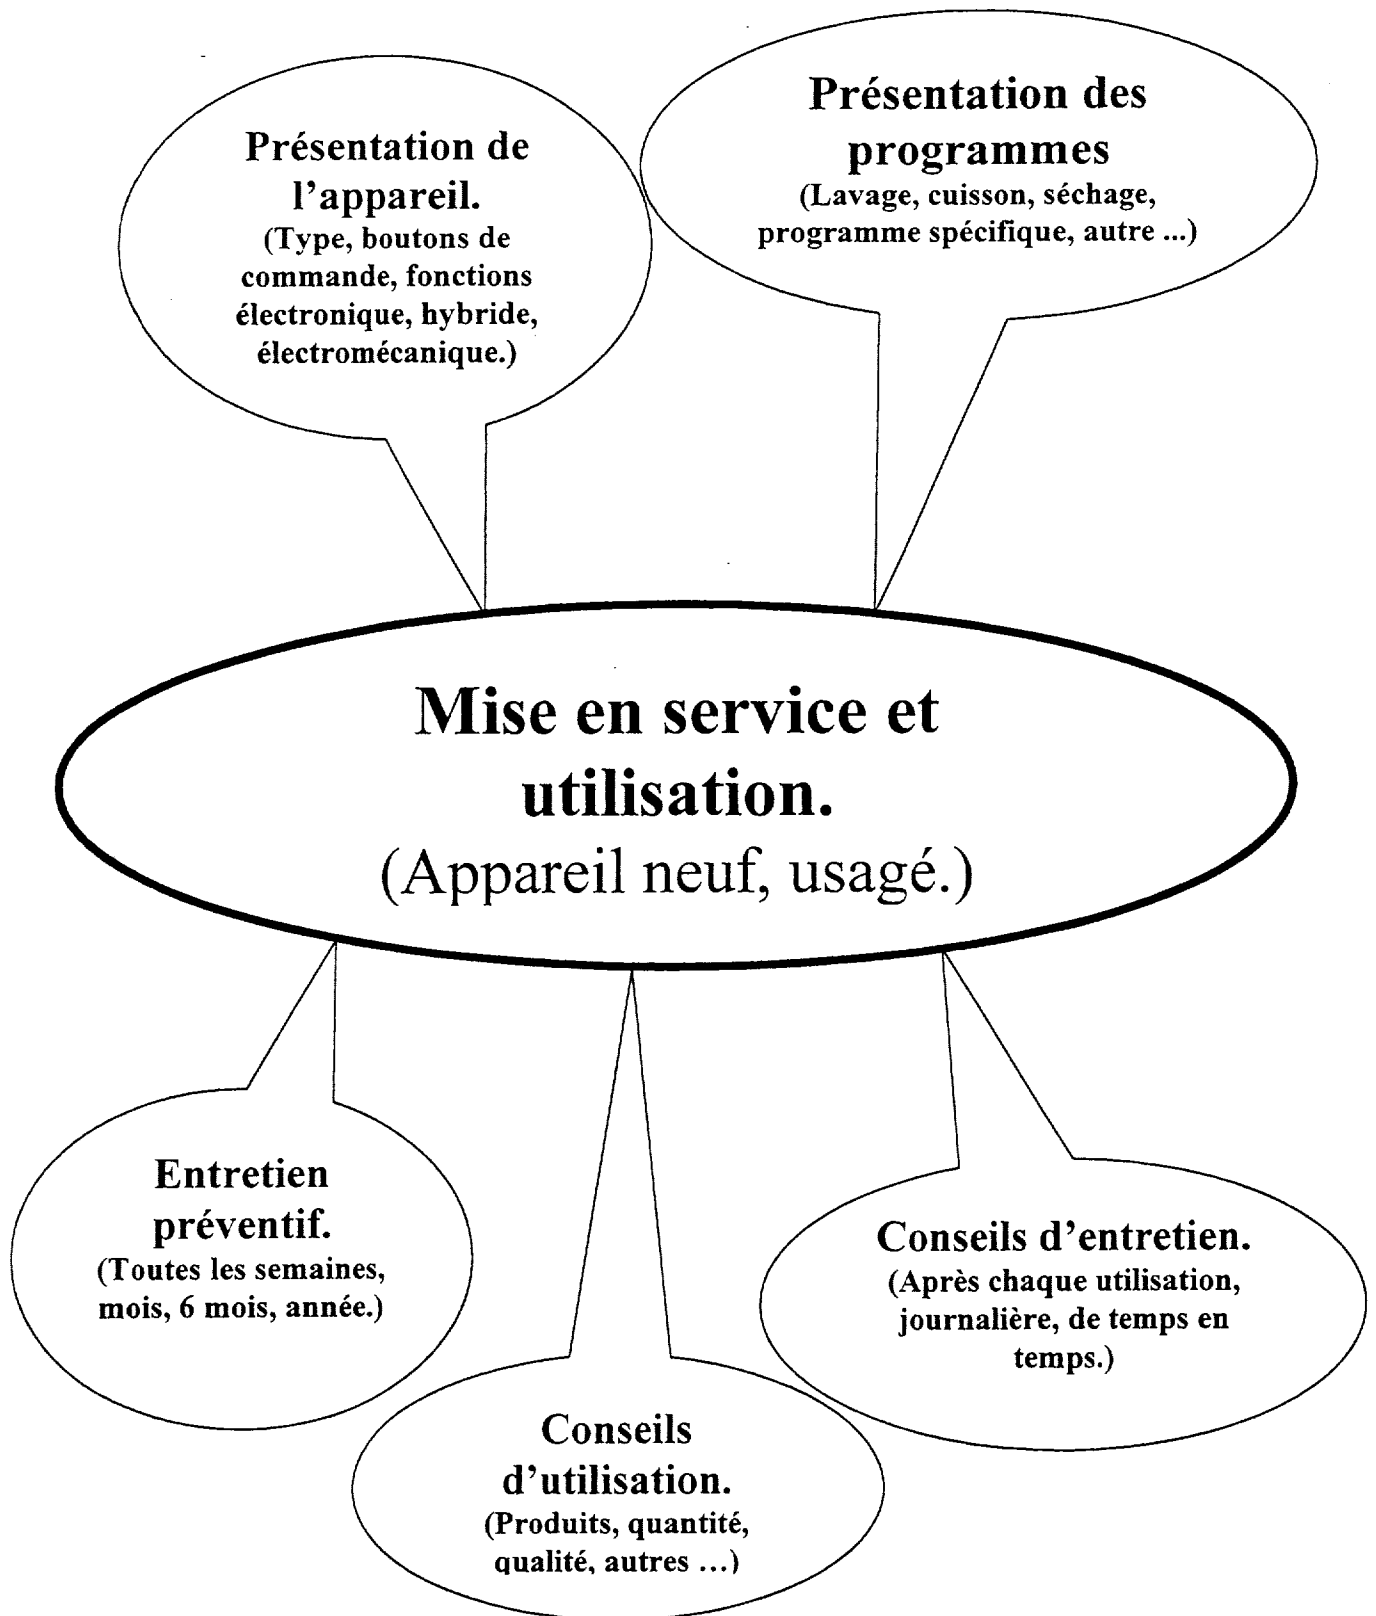 Présentation de
l'appareil.
(Type, boutons de
commande, fonctions
électronique, hybride,
électromécanique.)
Présentation des
programmes
(Lavage, cuisson, séchage,
programme spécifique, autre ...)
Mise en service et
utilisation.
(Appareil neuf, usagé.)
Entretien
préventif.
(Toutes les semaines,
mois, 6 mois, année.)
Conseils
d'utilisation.
(Produits, quantité,
qualité, autres ...)
Conseils d'entretien.
(Après chaque utilisation,
journalière, de temps en
temps.)